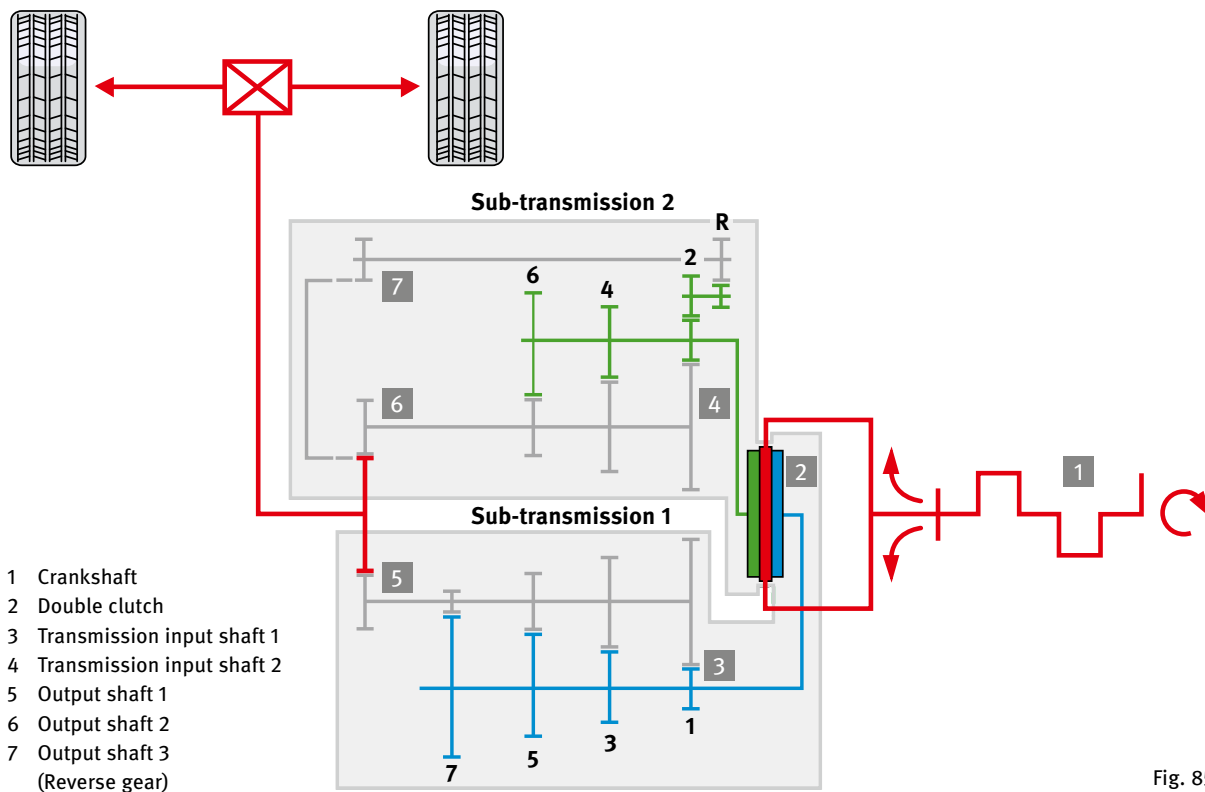 Sub-transmission 2
R
2
7
6
4
6
4
2
1
Sub-transmission 1
5
3
1
3
5
7
1 Crankshaft
2 Double clutch
3 Transmission input shaft 1
4 Transmission input shaft 2
5 Output shaft 1
6 Output shaft 2
7 Output shaft 3
(Reverse gear)